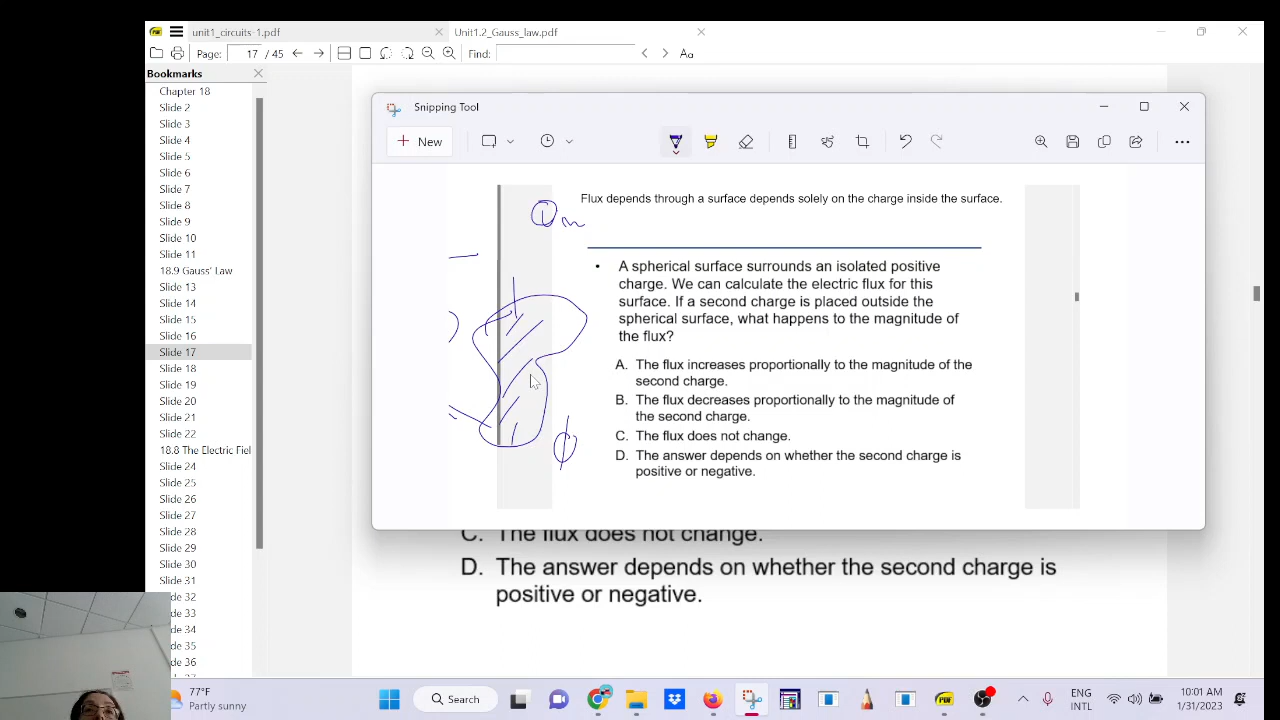 unit1_circuits-1.pdf
Unit1.2_Gauss_law.pdf
Page: 17 / 45
Find:
Aa
Bookmarks
Chapter 18
Slide 2
Slide 3
Slide 4
Slide 5
Slide 6
Slide 7
Slide 8
Slide 9
Slide 10
Slide 11
18.9 Gauss' Law
Slide 13
Slide 14
Slide 15
Slide 16
Slide 17
Slide 18
Slide 19
Slide 20
Slide 21
Slide 22
18.8 The Electric Fiel
Slide 24
Slide 25
Slide 26
Slide 27
Slide 28
Slide 29
Slide 30
Slide 31
32
33
34
35
36
Snipping Tool
New
Flux depends through a surface depends solely on the charge inside the surface.
• A spherical surface surrounds an isolated positive
charge. We can calculate the electric flux for this
surface. If a second charge is placed outside the
spherical surface, what happens to the magnitude of
the flux?
A. The flux increases proportionally to the magnitude of the
second charge.
B. The flux decreases proportionally to the magnitude of
the second charge.
C. The flux does not change.
D. The answer depends on whether the second charge is
positive or negative.
ϕ
C. The flux does not change.
D. The answer depends on whether the second charge is
positive or negative.
77°F
Partly sunny
Search
ENG
INTL
10:01 AM
1/31/2023